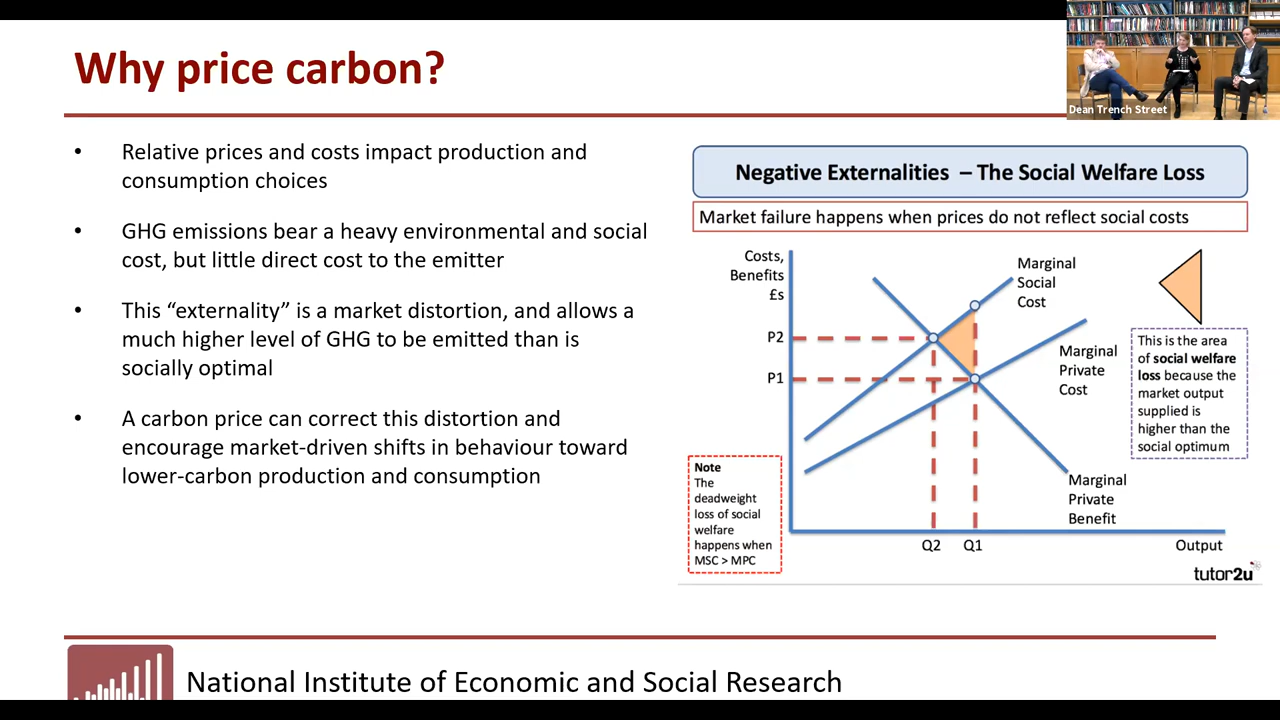 Why price carbon?
Dean Trench Street
• Relative prices and costs impact production and
consumption choices
• GHG emissions bear a heavy environmental and social
cost, but little direct cost to the emitter
• This “externality” is a market distortion, and allows a
much higher level of GHG to be emitted than is
socially optimal
• A carbon price can correct this distortion and
encourage market-driven shifts in behaviour toward
lower-carbon production and consumption
Negative Externalities – The Social Welfare Loss
Market failure happens when prices do not reflect social costs
Costs,
Benefits
£s
P2
P1
Marginal
Social
Cost
Marginal
Private
Cost
Marginal
Private
Benefit
This is the area
of social welfare
loss because the
market output
supplied is
higher than the
social optimum
Note
The
deadweight
loss of social
welfare
happens when
MSC > MPC
Q2
Q1
Output
tutor2u
National Institute of Economic and Social Research